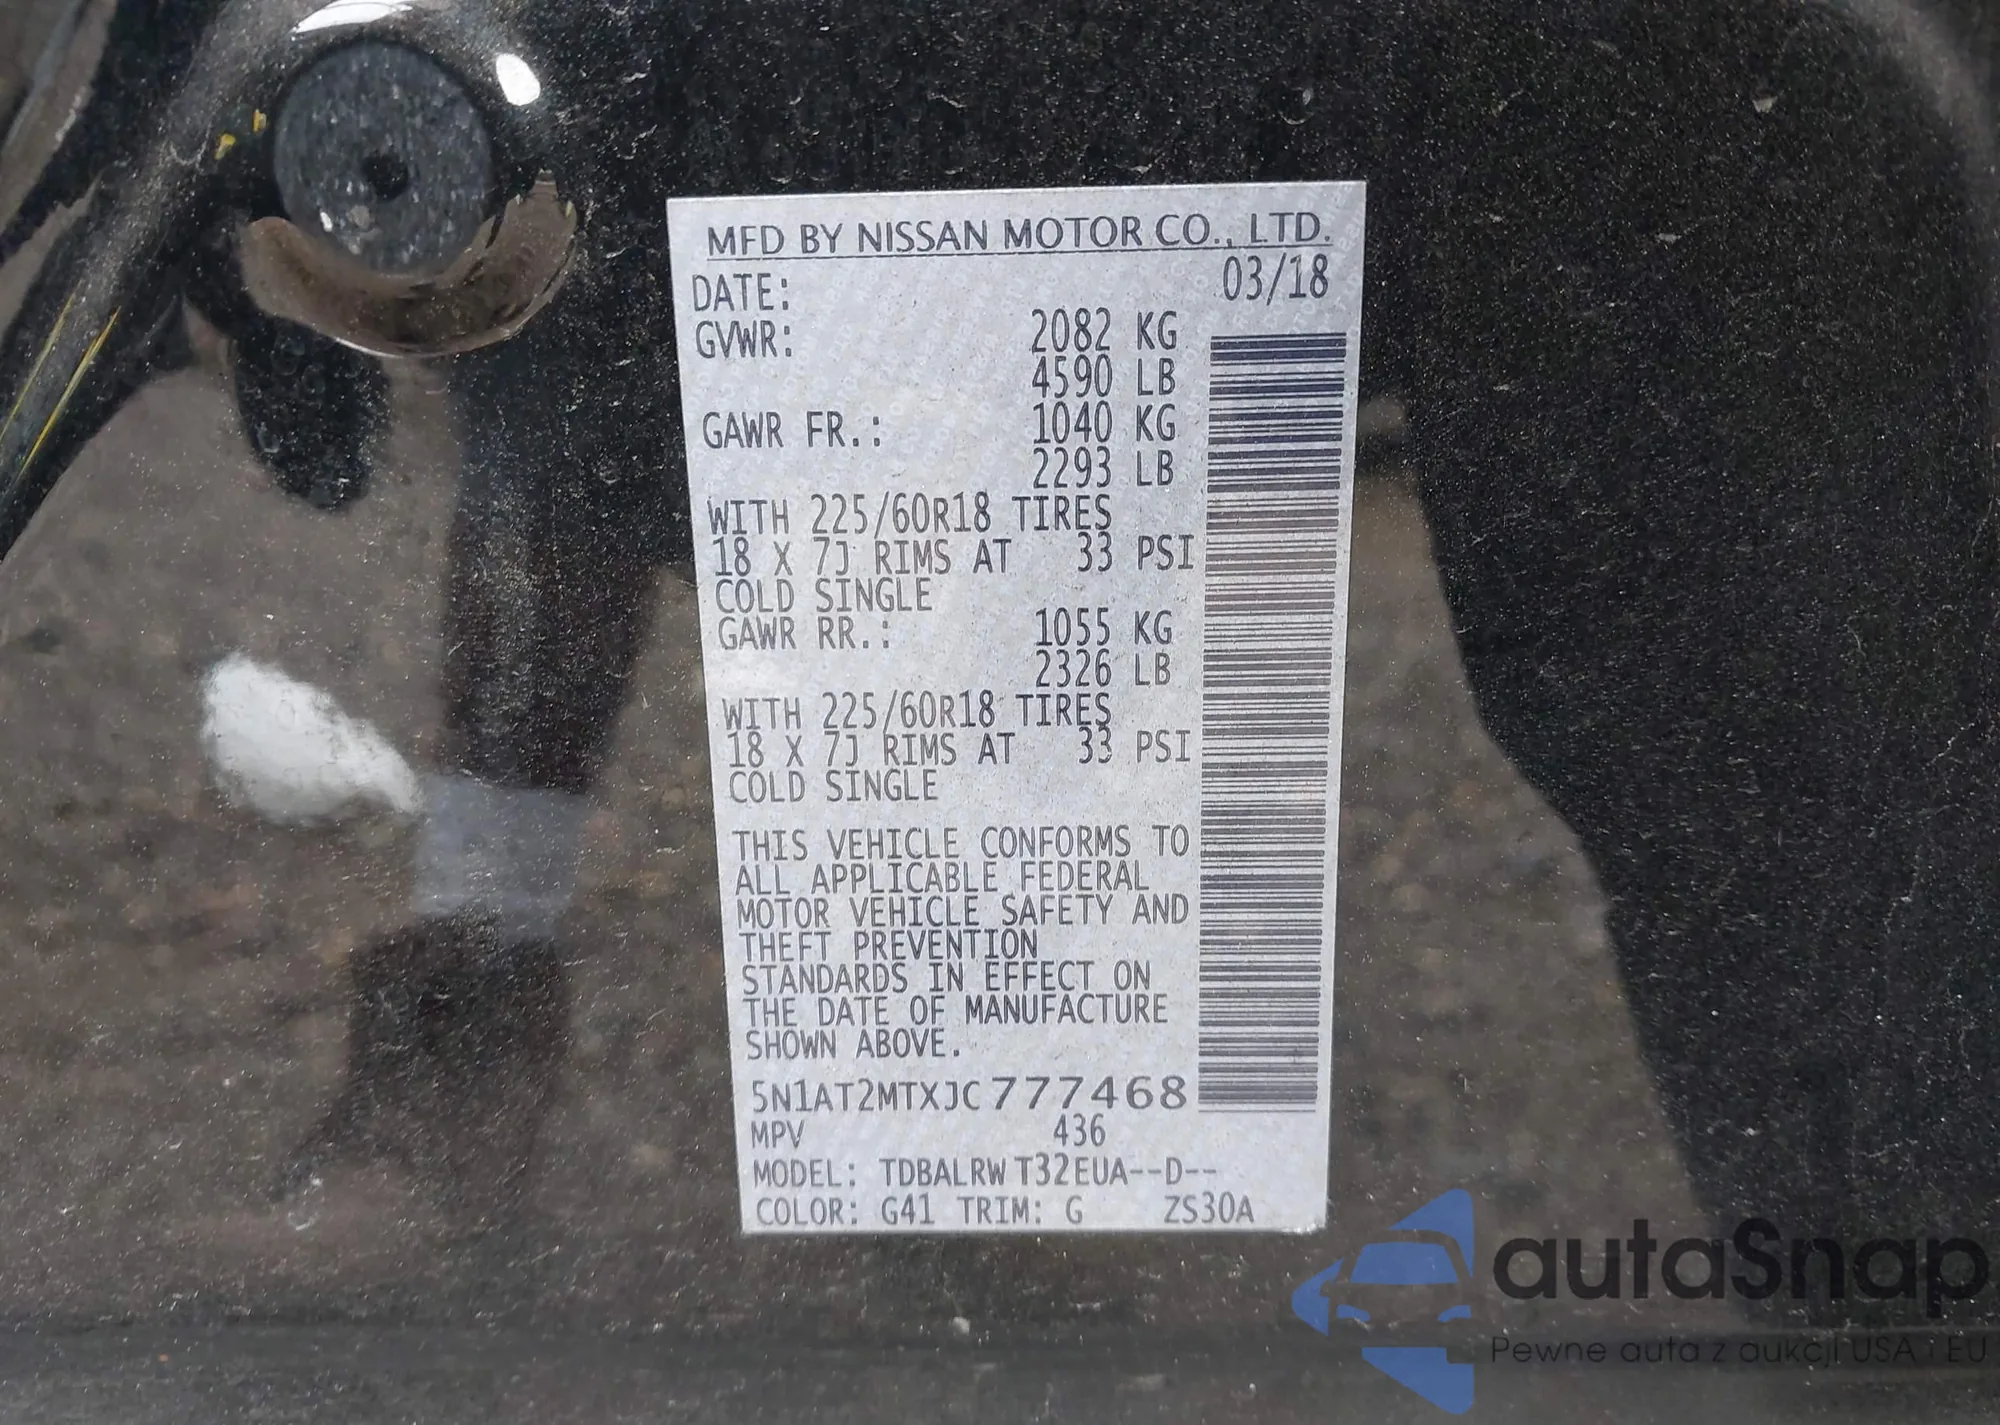 MFD BY NISSAN MOTOR CO., LTD.
DATE: 03/18
GVWR: 2082 KG
4590 LB
GAWR FR.: 1040 KG
2293 LB
WITH 225/60R18 TIRES
18 X 7J RIMS AT 33 PSI
COLD SINGLE
GAWR RR.: 1055 KG
2326 LB
WITH 225/60R18 TIRES
18 X 7J RIMS AT 33 PSI
COLD SINGLE
THIS VEHICLE CONFORMS TO
ALL APPLICABLE FEDERAL
MOTOR VEHICLE SAFETY AND
THEFT PREVENTION
STANDARDS IN EFFECT ON
THE DATE OF MANUFACTURE
SHOWN ABOVE.
5N1AT2MTXJC777468
MPV 436
MODEL: TDBALRW T32EUA--D--
COLOR: G41 TRIM: G ZS30A
autaSnap
Pewne auta z aukcji USA i EU